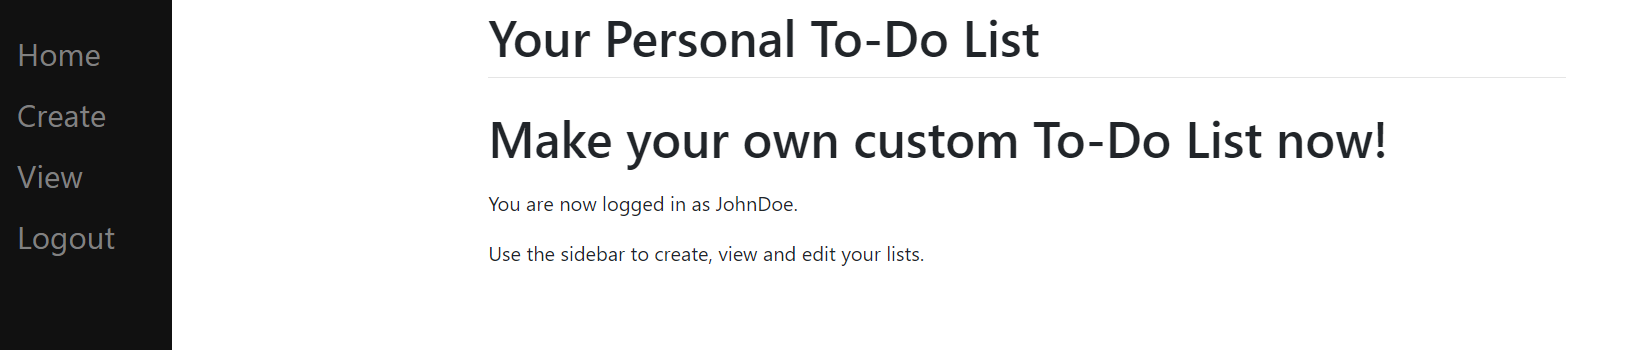 Home
Create
View
Logout
Your Personal To-Do List
Make your own custom To-Do List now!
You are now logged in as JohnDoe.
Use the sidebar to create, view and edit your lists.